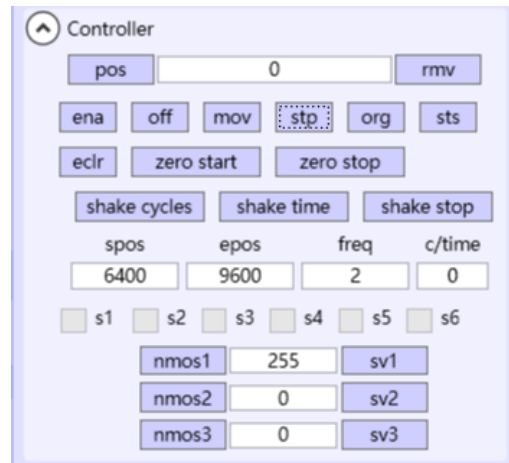 Controller
pos 0 rmv
ena off mov stp org sts
eclr zero start zero stop
shake cycles shake time shake stop
spos epos freq c/time
6400 9600 2 0
s1 s2 s3 s4 s5 s6
nmos1 255 sv1
nmos2 0 sv2
nmos3 0 sv3